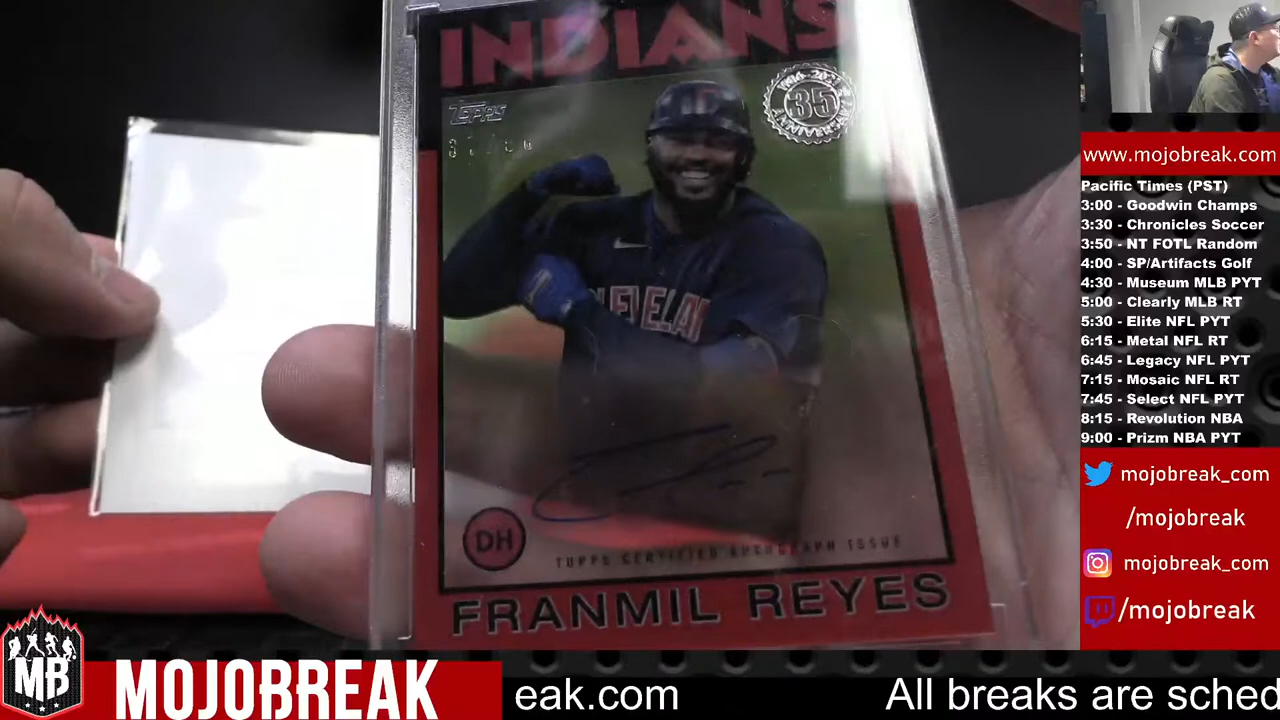 INDIANS
TOPPS
35
ANNIVERSARY
CLEVELAN
DH
TOPPS CERTIFIED AUTOGRAPH ISSUE
FRANMIL REYES
www.mojobreak.com
Pacific Times (PST)
3:00 - Goodwin Champs
3:30 - Chronicles Soccer
3:50 - NT FOTL Random
4:00 - SP/Artifacts Golf
4:30 - Museum MLB PYT
5:00 - Clearly MLB RT
5:30 - Elite NFL PYT
6:15 - Metal NFL RT
6:45 - Legacy NFL PYT
7:15 - Mosaic NFL RT
7:45 - Select NFL PYT
8:15 - Revolution NBA
9:00 - Prizm NBA PYT
mojobreak_com
/mojobreak
mojobreak_com
/mojobreak
MB
MOJOBREAK
eak.com All breaks are sched